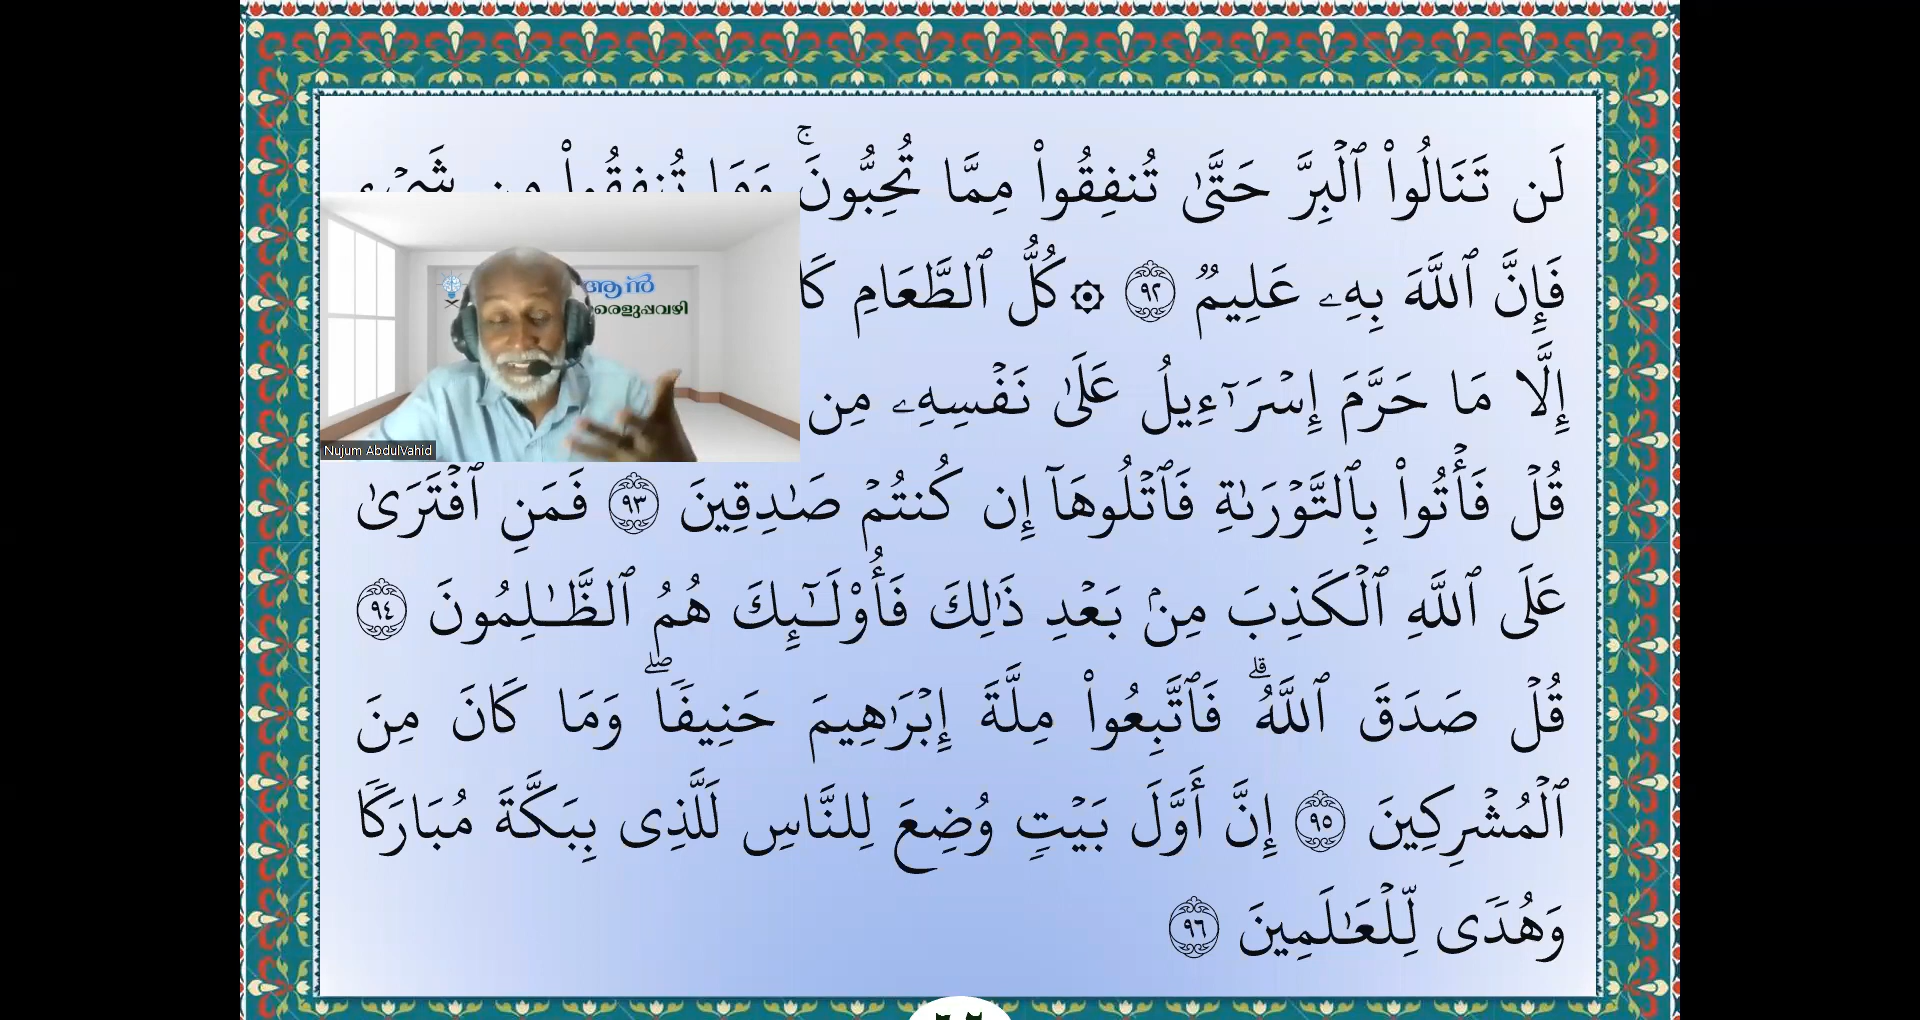 لَن تَنَالُوا۟ ٱلْبِرَّ حَتَّىٰ تُنفِقُوا۟ مِمَّا تُحِبُّونَ ۚ وَمَا تُنفِقُوا۟ مِن شَىْءٍ
فَإِنَّ ٱللَّهَ بِهِۦ عَلِيمٌ ٩٢ ۞ كُلُّ ٱلطَّعَامِ
إِلَّا مَا حَرَّمَ إِسْرَٰٓءِيلُ عَلَىٰ نَفْسِهِۦ مِن
قُلْ فَأْتُوا۟ بِٱلتَّوْرَىٰةِ فَٱتْلُوهَآ إِن كُنتُمْ صَـٰدِقِينَ ٩٣ فَمَنِ ٱفْتَرَىٰ
عَلَى ٱللَّهِ ٱلْكَذِبَ مِنۢ بَعْدِ ذَٰلِكَ فَأُو۟لَـٰٓئِكَ هُمُ ٱلظَّـٰلِمُونَ ٩٤
قُلْ صَدَقَ ٱللَّهُ ۗ فَٱتَّبِعُوا۟ مِلَّةَ إِبْرَٰهِيمَ حَنِيفًا ۖ وَمَا كَانَ مِنَ
ٱلْمُشْرِكِينَ ٩٥ إِنَّ أَوَّلَ بَيْتٍ وُضِعَ لِلنَّاسِ لَلَّذِى بِبَكَّةَ مُبَارَكًا
وَهُدًى لِّلْعَـٰلَمِينَ ٩٦
Nujum AbdulVahid